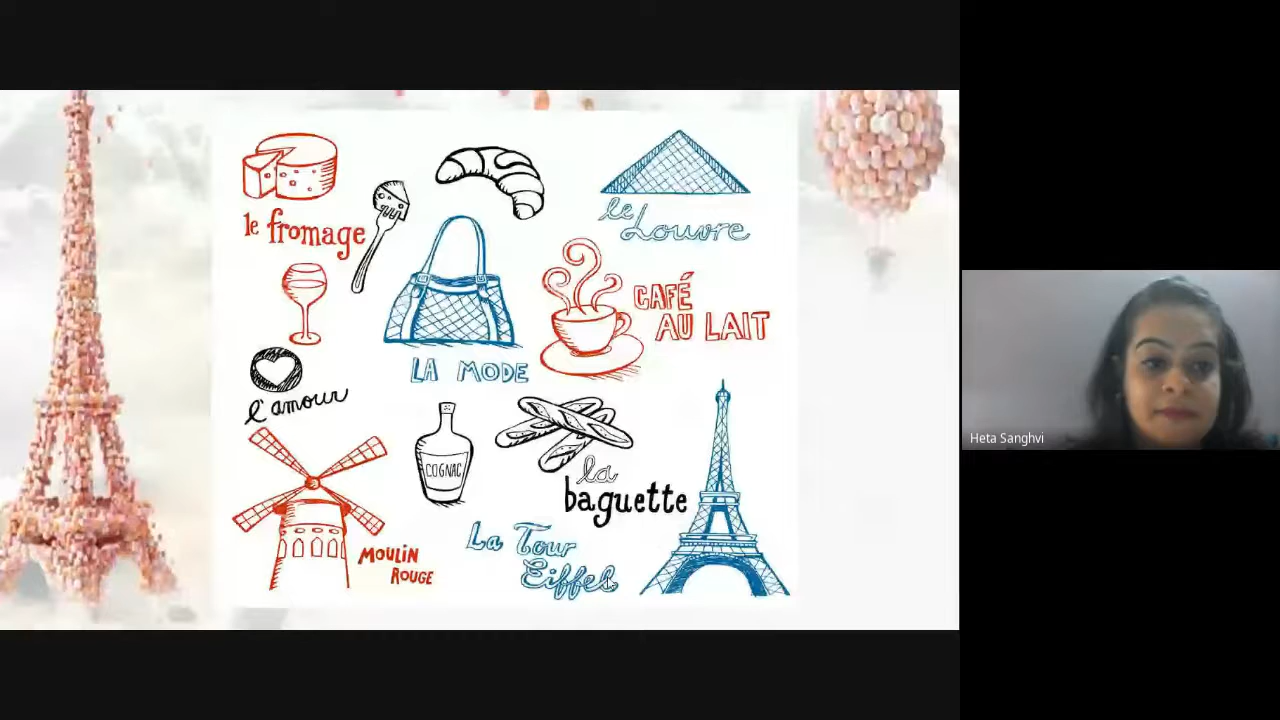 le fromage
le
Louvre
CAFÉ
AU LAIT
LA MODE
l'amour
COGNAC
la
baguette
MOULIN
ROUGE
La Tour
Eiffel
Heta Sanghvi